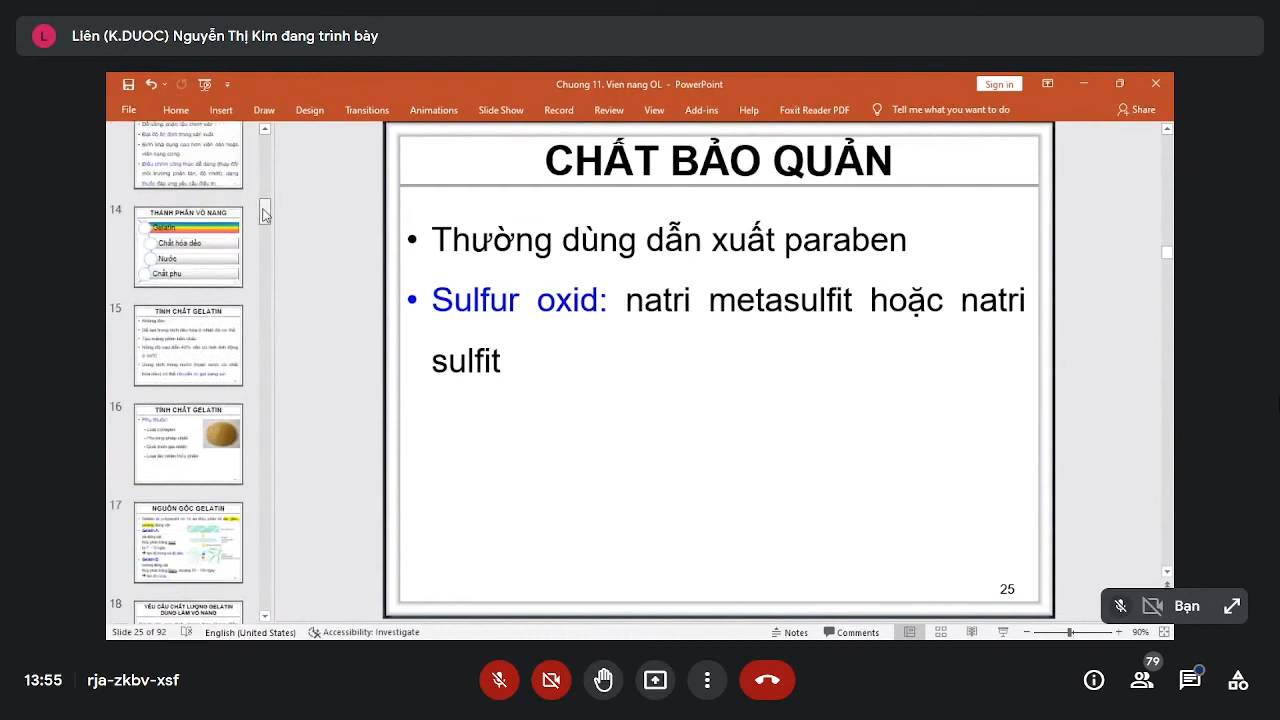 L Liên (K.DUOC) Nguyễn Thị Kim đang trình bày
Chuong 11. Vien nang OL - PowerPoint
Sign in
File Home Insert Draw Design Transitions Animations Slide Show Record Review View Add-ins Help Foxit Reader PDF Tell me what you want to do Share
14
THÀNH PHẦN VỎ NANG
Gelatin
Chất hóa dẻo
Nước
Chất phụ
15
TÍNH CHẤT GELATIN
16
TÍNH CHẤT GELATIN
17
NGUỒN GỐC GELATIN
18
YÊU CẦU CHẤT LƯỢNG GELATIN
DÙNG LÀM VỎ NANG
CHẤT BẢO QUẢN
• Thường dùng dẫn xuất paraben
• Sulfur oxid: natri metasulfit hoặc natri
sulfit
25
Bạn
Slide 25 of 92 English (United States) Accessibility: Investigate Notes Comments 90%
13:55 rja-zkbv-xsf
79